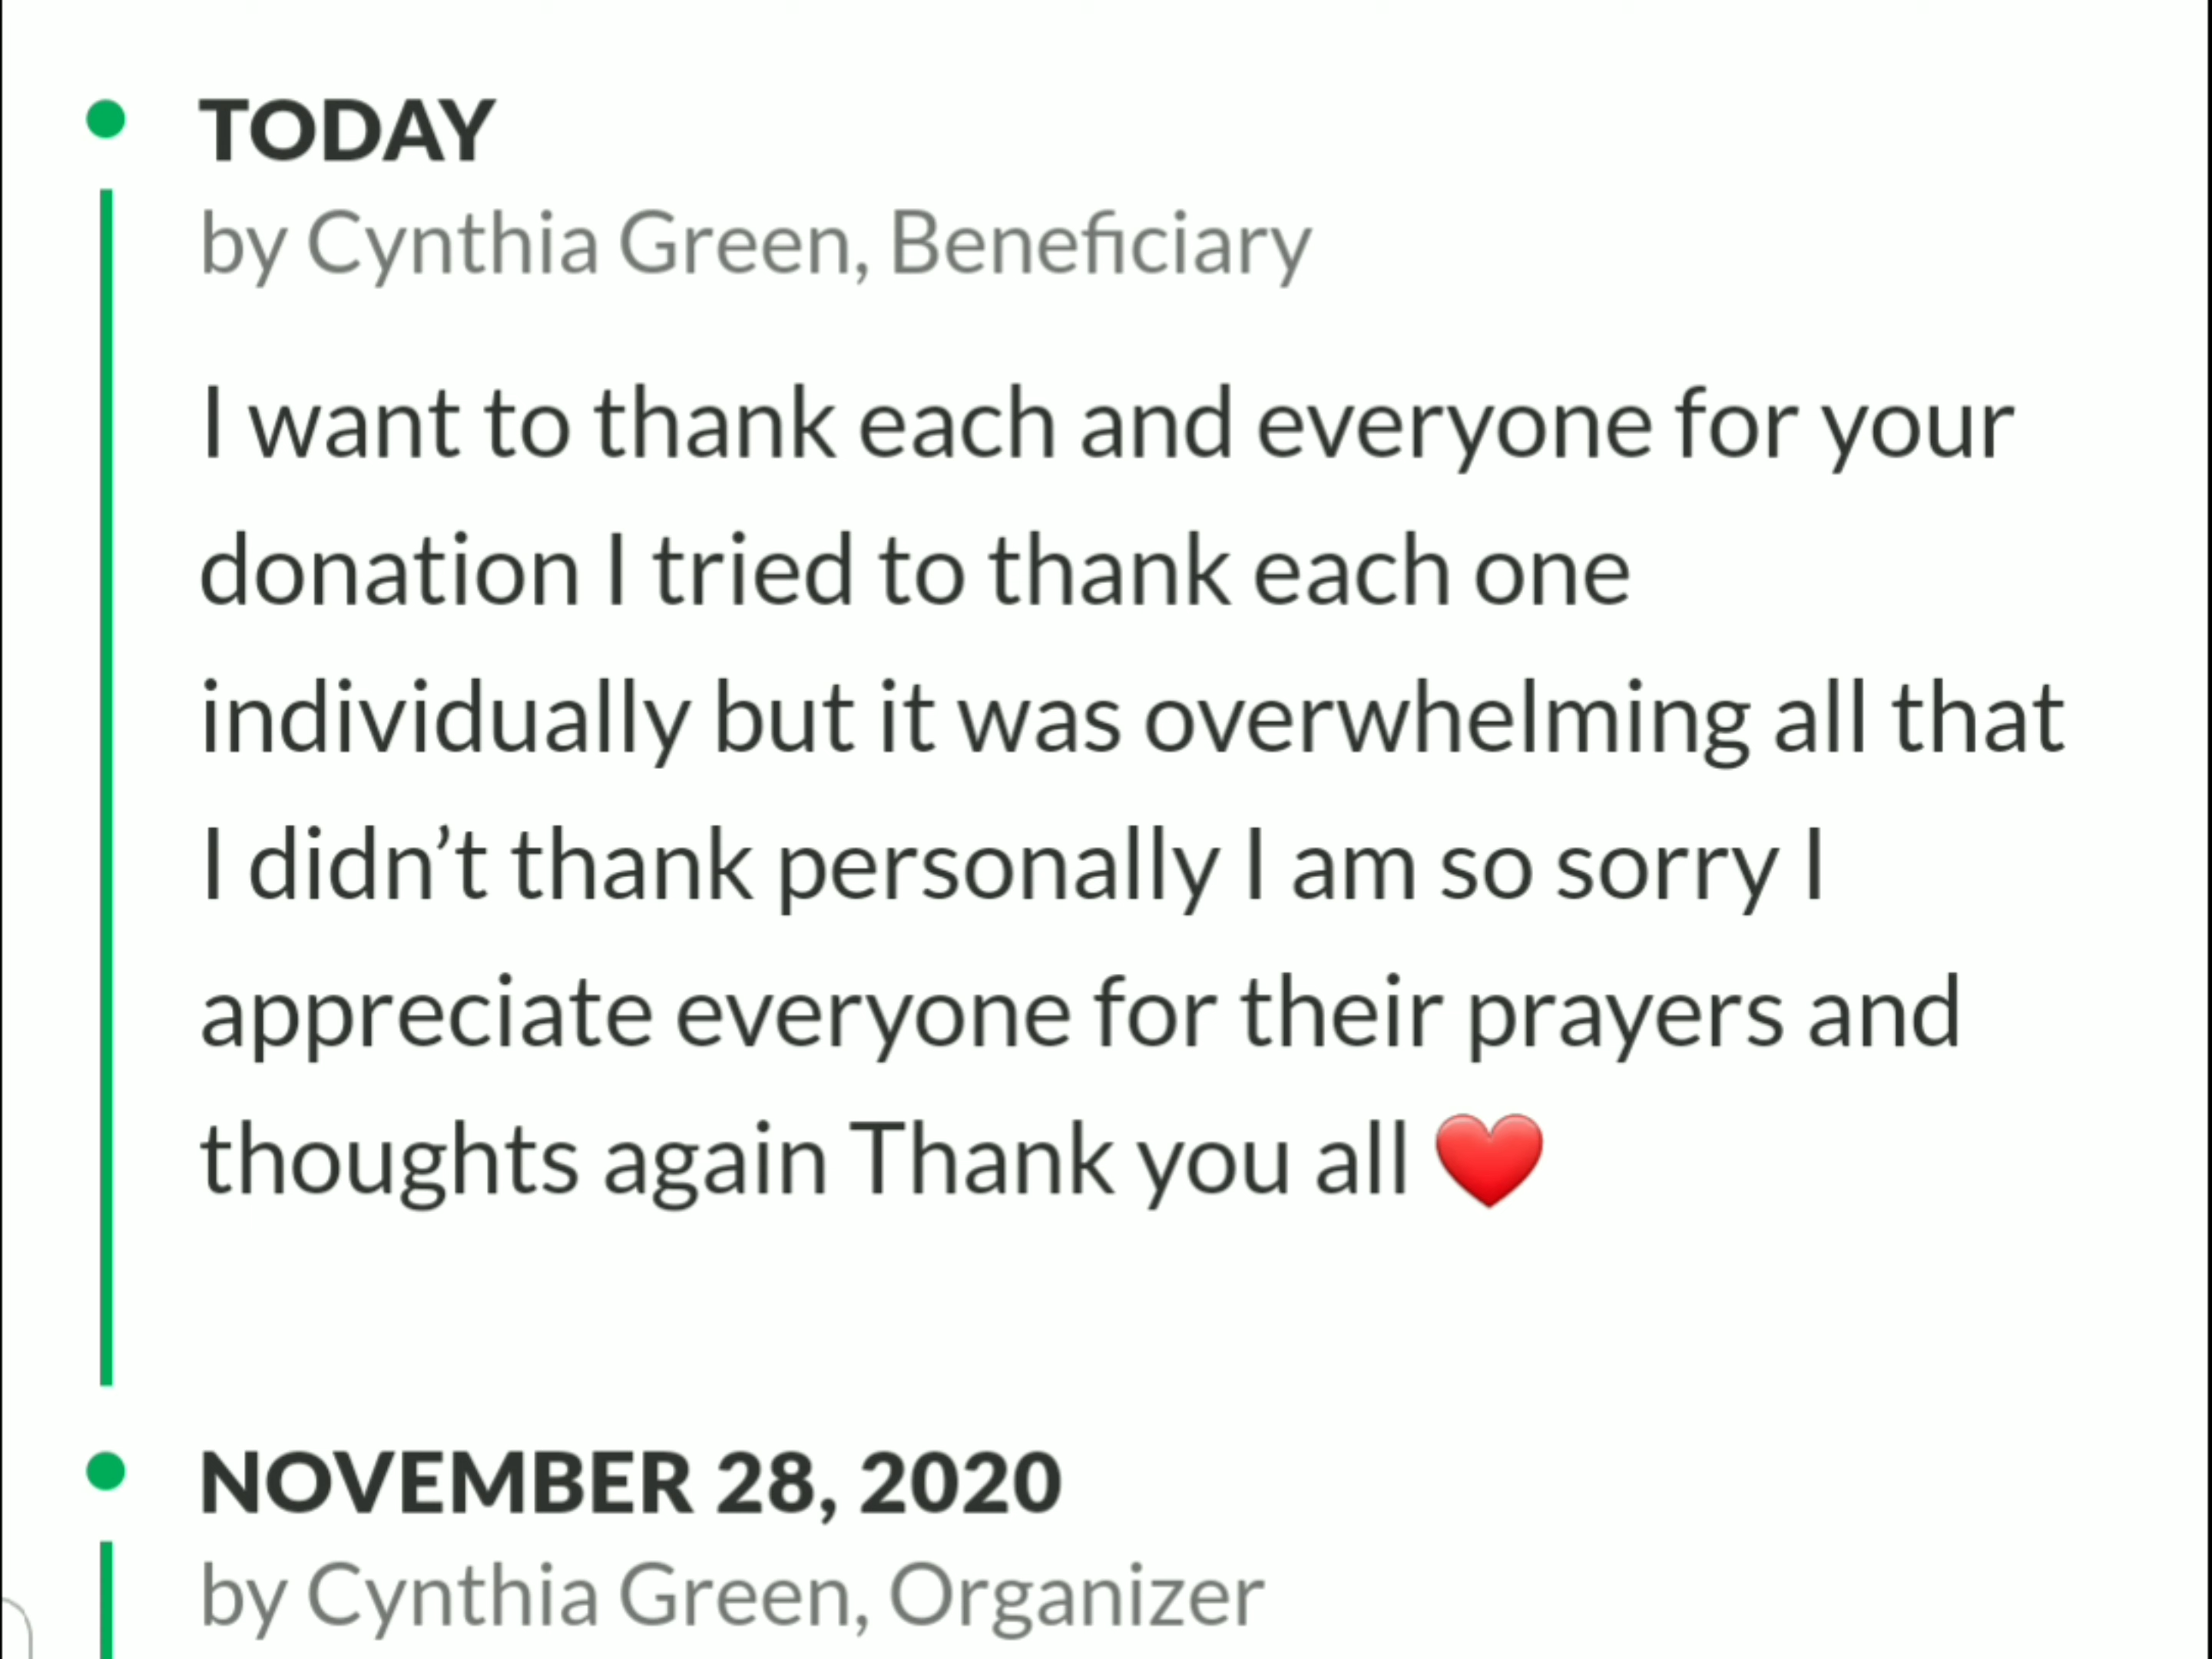 TODAY
by Cynthia Green, Beneficiary
I want to thank each and everyone for your
donation I tried to thank each one
individually but it was overwhelming all that
I didn’t thank personally I am so sorry I
appreciate everyone for their prayers and
thoughts again Thank you all ❤️
NOVEMBER 28, 2020
by Cynthia Green, Organizer